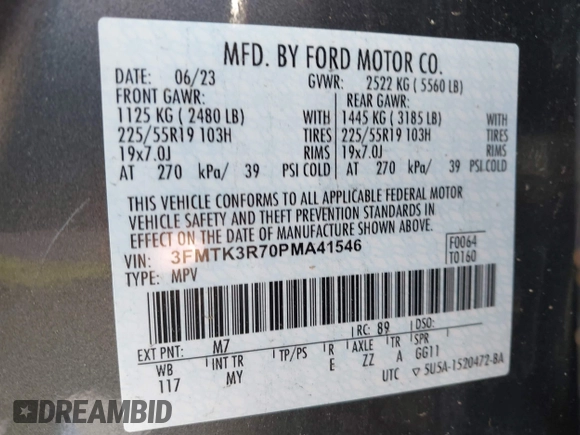 MFD. BY FORD MOTOR CO.
DATE: 06/23 GVWR: 2522 KG (5560 LB)
FRONT GAWR: REAR GAWR:
1125 KG (2480 LB) WITH 1445 KG (3185 LB) WITH
225/55R19 103H TIRES 225/55R19 103H TIRES
19x7.0J RIMS 19x7.0J RIMS
AT 270 kPa/ 39 PSI COLD AT 270 kPa/ 39 PSI COLD
THIS VEHICLE CONFORMS TO ALL APPLICABLE FEDERAL MOTOR
VEHICLE SAFETY AND THEFT PREVENTION STANDARDS IN
EFFECT ON THE DATE OF MANUFACTURE SHOWN ABOVE.
VIN: 3FMTK3R70PMA41546 F0064
TYPE: MPV T0160
EXT PNT: M7 RC: 89 DSO:
WB INT TR TP/PS R AXLE TR SPR
117 MY E ZZ A GG11
UTC ▽ 5U5A-1520472-BA
DREAMBID